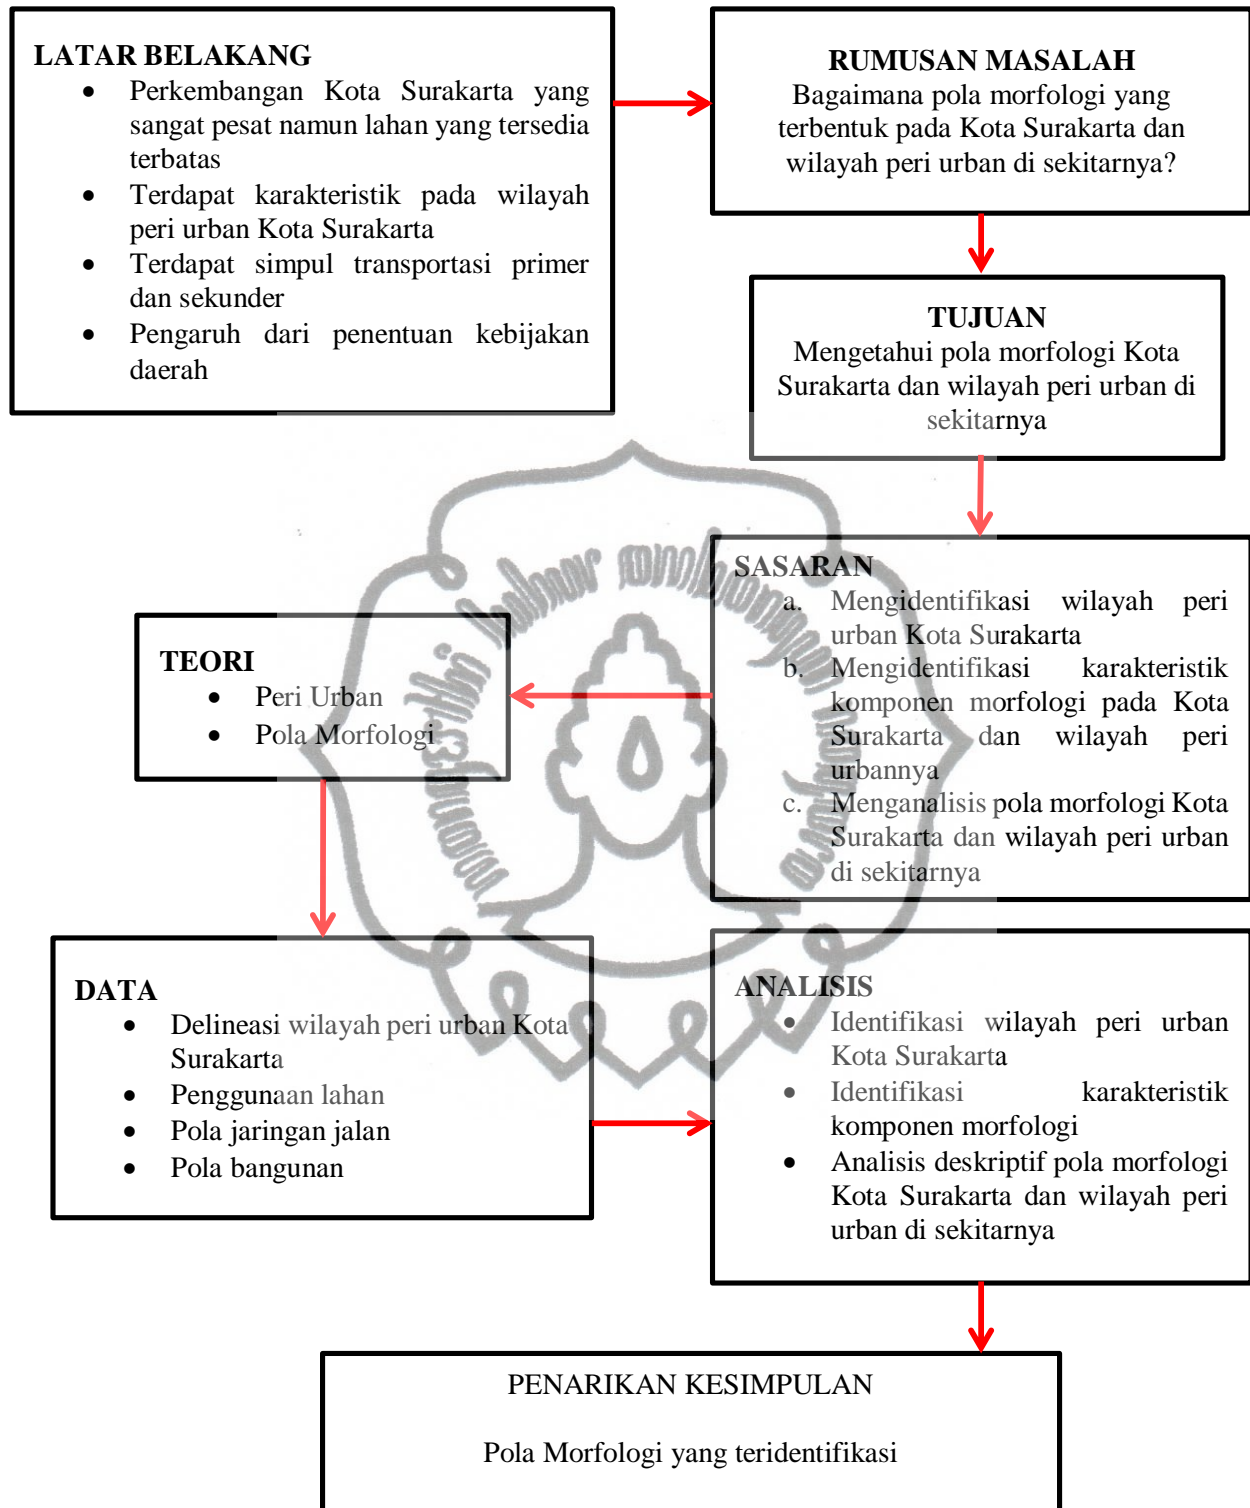 LATAR BELAKANG
• Perkembangan Kota Surakarta yang
sangat pesat namun lahan yang tersedia
terbatas
• Terdapat karakteristik pada wilayah
peri urban Kota Surakarta
• Terdapat simpul transportasi primer
dan sekunder
• Pengaruh dari penentuan kebijakan
daerah
RUMUSAN MASALAH
Bagaimana pola morfologi yang
terbentuk pada Kota Surakarta dan
wilayah peri urban di sekitarnya?
TUJUAN
Mengetahui pola morfologi Kota
Surakarta dan wilayah peri urban di
sekitarnya
SASARAN
a. Mengidentifikasi wilayah peri
urban Kota Surakarta
b. Mengidentifikasi karakteristik
komponen morfologi pada Kota
Surakarta dan wilayah peri
urbannya
c. Menganalisis pola morfologi Kota
Surakarta dan wilayah peri urban
di sekitarnya
TEORI
• Peri Urban
• Pola Morfologi
DATA
• Delineasi wilayah peri urban Kota
Surakarta
• Penggunaan lahan
• Pola jaringan jalan
• Pola bangunan
ANALISIS
• Identifikasi wilayah peri urban
Kota Surakarta
• Identifikasi karakteristik
komponen morfologi
• Analisis deskriptif pola morfologi
Kota Surakarta dan wilayah peri
urban di sekitarnya
PENARIKAN KESIMPULAN
Pola Morfologi yang teridentifikasi